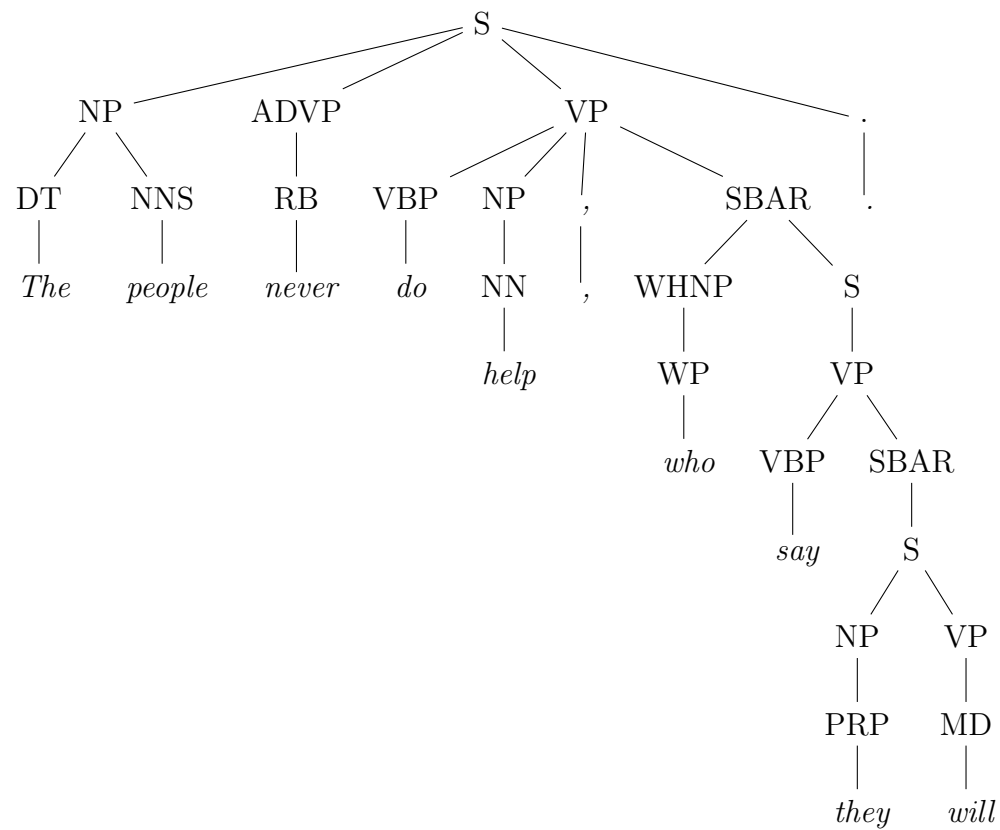 S
NP ADVP VP .
DT NNS RB VBP NP , SBAR .
The people never do NN , WHNP S
help WP VP
who VBP SBAR
say S
NP VP
PRP MD
they will